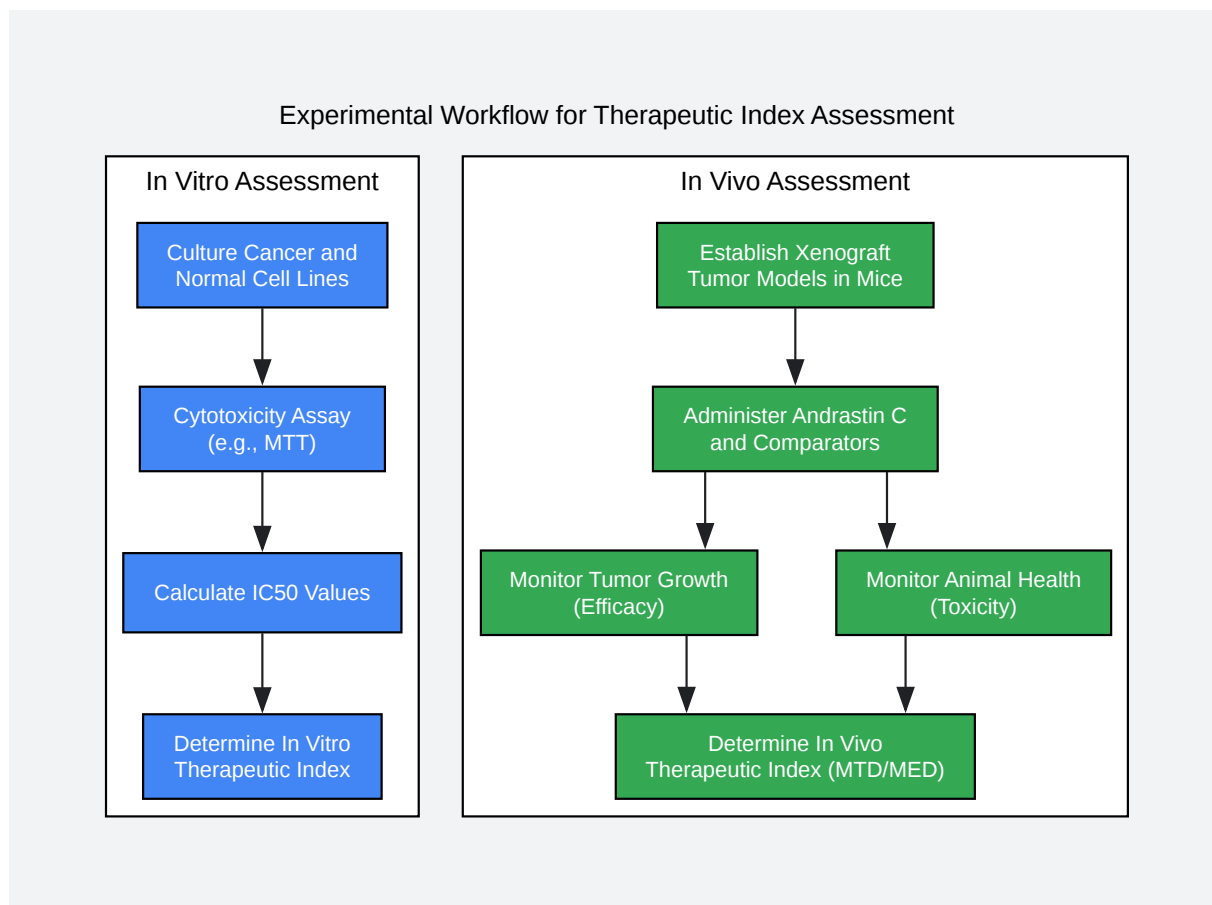 Experimental Workflow for Therapeutic Index Assessment
In Vitro Assessment
Culture Cancer and
Normal Cell Lines
Cytotoxicity Assay
(e.g., MTT)
Calculate IC50 Values
Determine In Vitro
Therapeutic Index
In Vivo Assessment
Establish Xenograft
Tumor Models in Mice
Administer Andrastin C
and Comparators
Monitor Tumor Growth
(Efficacy)
Monitor Animal Health
(Toxicity)
Determine In Vivo
Therapeutic Index (MTD/MED)